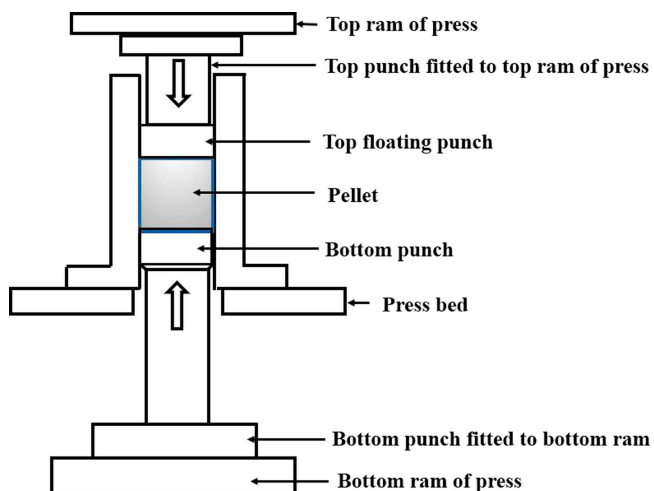 Top ram of press
Top punch fitted to top ram of press
Top floating punch
Pellet
Bottom punch
Press bed
Bottom punch fitted to bottom ram
Bottom ram of press